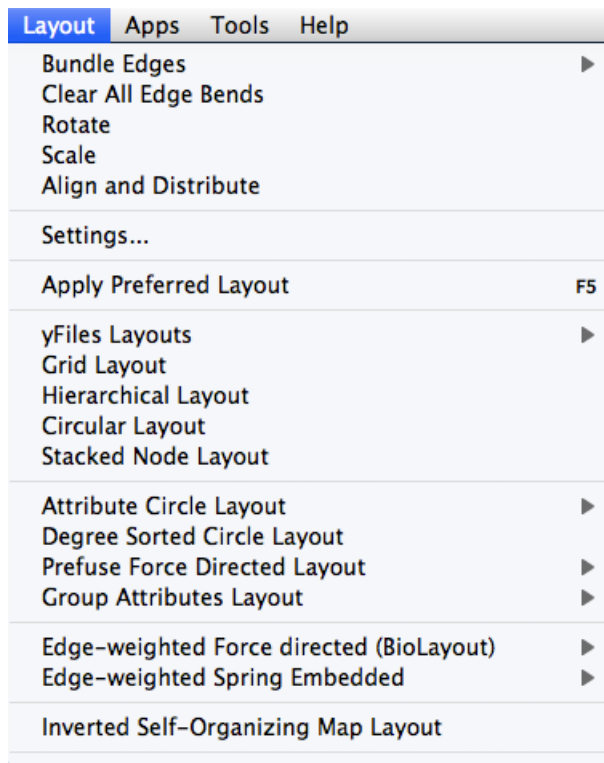 Layout Apps Tools Help
Bundle Edges
Clear All Edge Bends
Rotate
Scale
Align and Distribute
Settings...
Apply Preferred Layout F5
yFiles Layouts
Grid Layout
Hierarchical Layout
Circular Layout
Stacked Node Layout
Attribute Circle Layout
Degree Sorted Circle Layout
Prefuse Force Directed Layout
Group Attributes Layout
Edge-weighted Force directed (BioLayout)
Edge-weighted Spring Embedded
Inverted Self-Organizing Map Layout